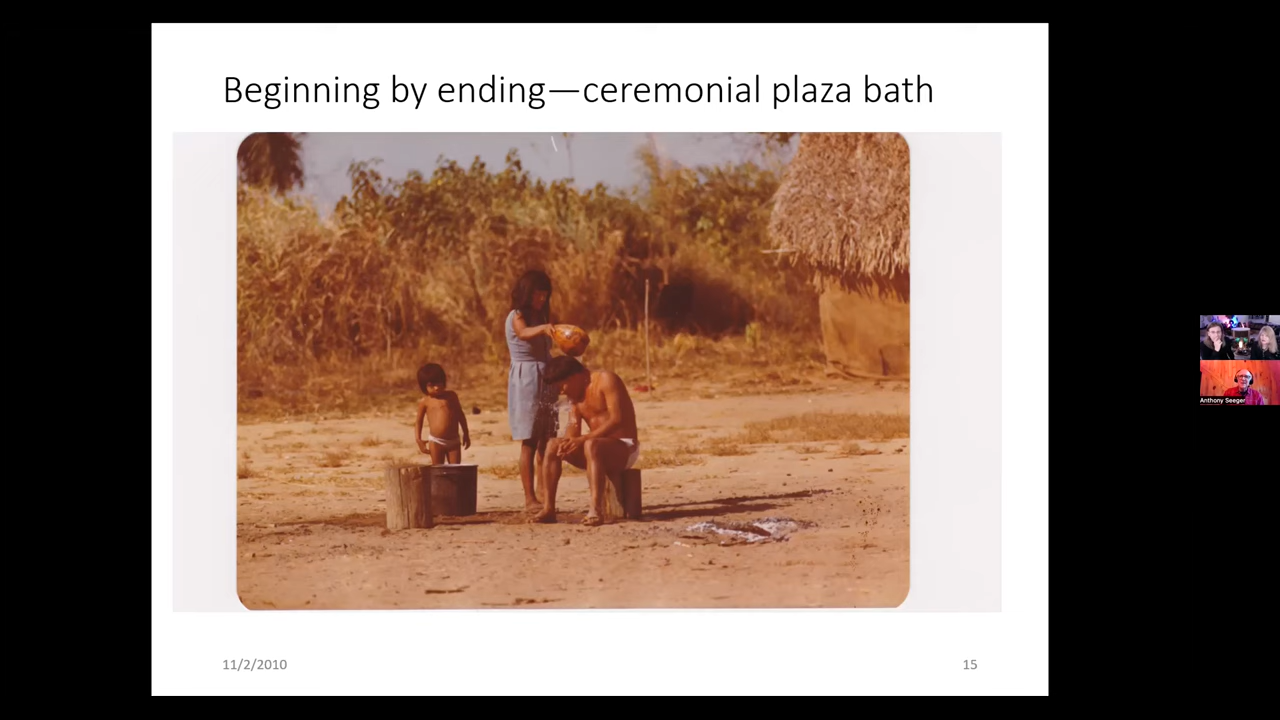 Beginning by ending—ceremonial plaza bath
Anthony Seeger
11/2/2010
15